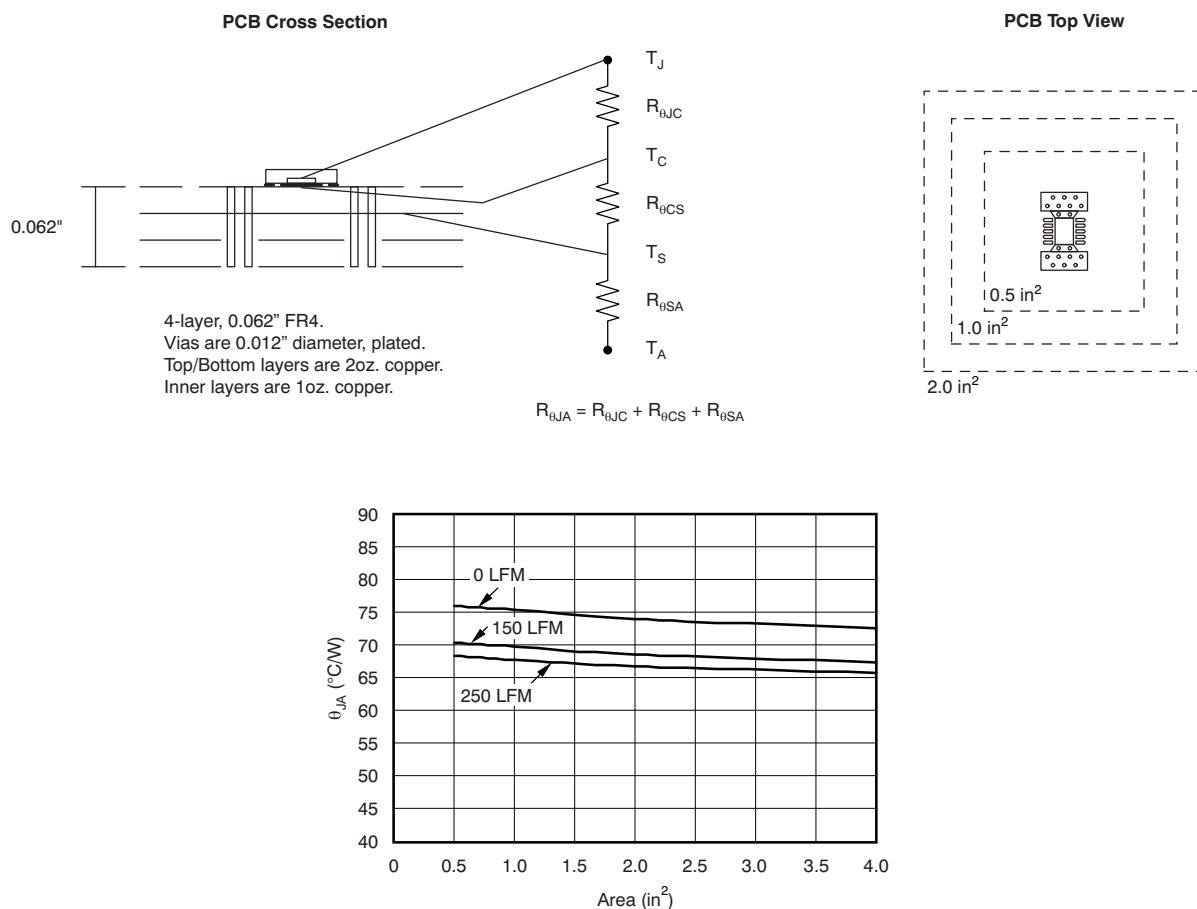 PCB Cross Section
T_J
R_θJC
T_C
R_θCS
T_S
R_θSA
T_A
0.062"
4-layer, 0.062” FR4.
Vias are 0.012” diameter, plated.
Top/Bottom layers are 2oz. copper.
Inner layers are 1oz. copper.
R_θJA = R_θJC + R_θCS + R_θSA
PCB Top View
0.5 in²
1.0 in²
2.0 in²
θ_JA (°C/W)
90
85
80
75
70
65
60
55
50
45
40
0 LFM
150 LFM
250 LFM
0 0.5 1.0 1.5 2.0 2.5 3.0 3.5 4.0
Area (in²)